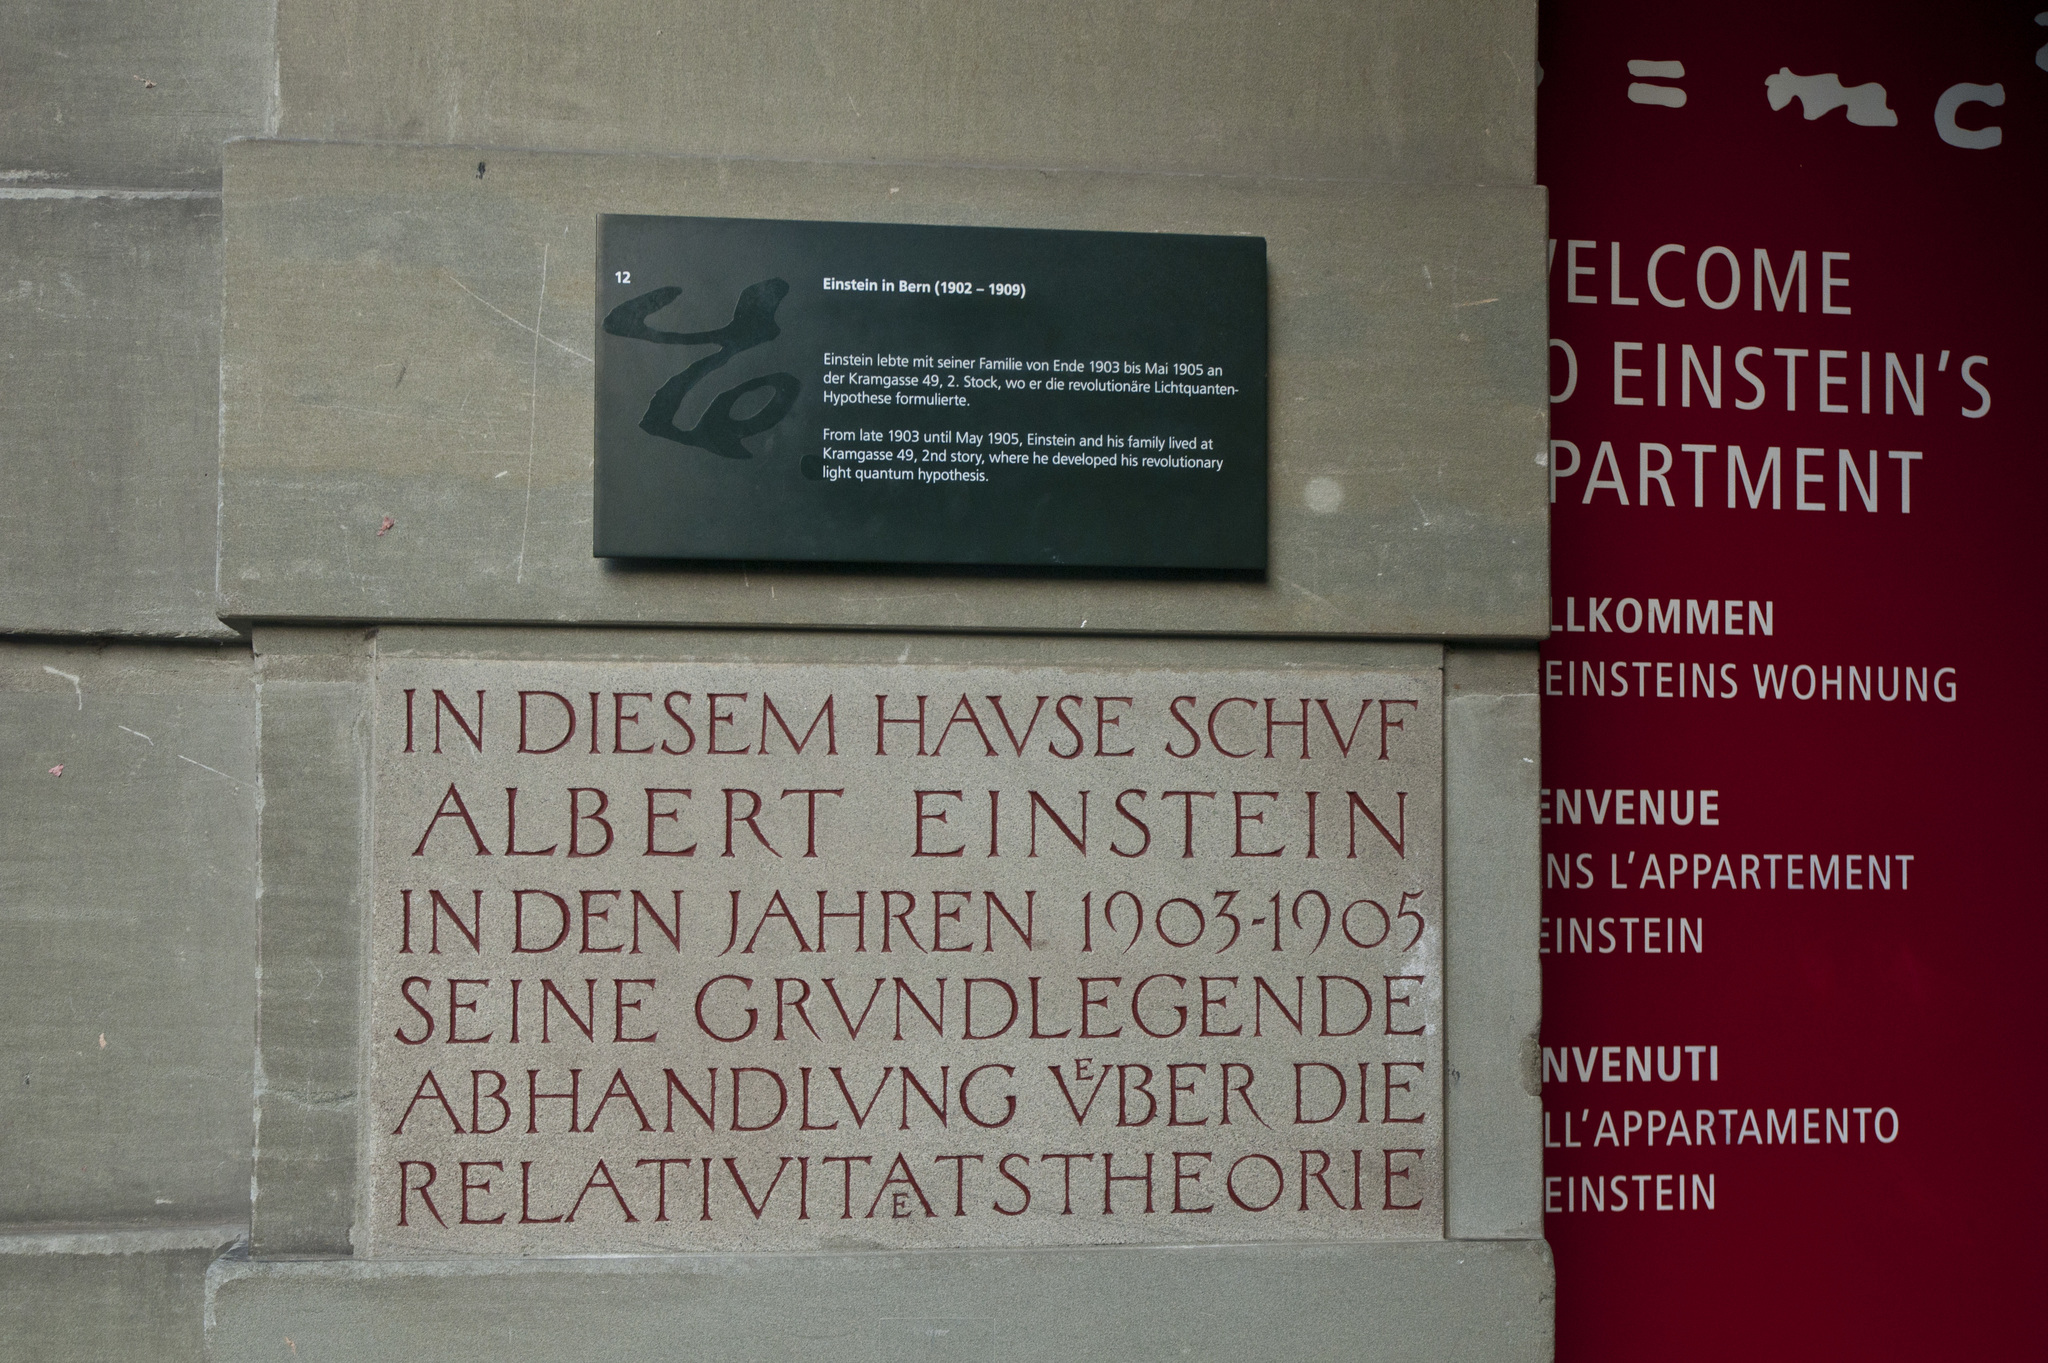 12
Einstein in Bern (1902 – 1909)
Einstein lebte mit seiner Familie von Ende 1903 bis Mai 1905 an
der Kramgasse 49, 2. Stock, wo er die revolutionäre Lichtquanten-
Hypothese formulierte.
From late 1903 until May 1905, Einstein and his family lived at
Kramgasse 49, 2nd story, where he developed his revolutionary
light quantum hypothesis.
IN DIESEM HAVSE SCHVF
ALBERT EINSTEIN
IN DEN JAHREN 1903-1905
SEINE GRVNDLEGENDE
ABHANDLVNG VͤBER DIE
RELATIVITAETSTHEORIE
= mc
WELCOME
TO EINSTEIN’S
APARTMENT
LLKOMMEN
EINSTEINS WOHNUNG
ENVENUE
NS L’APPARTEMENT
EINSTEIN
NVENUTI
LL’APPARTAMENTO
EINSTEIN